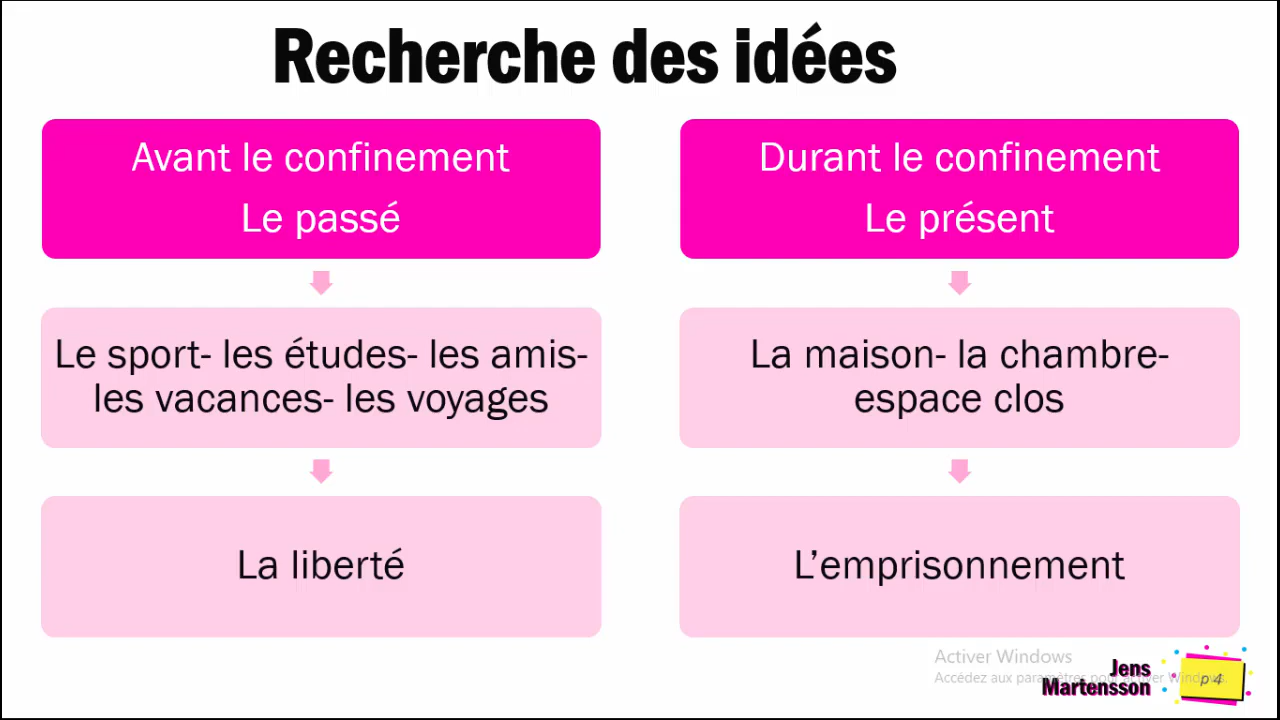 Recherche des idées
Avant le confinement
Le passé
Le sport- les études- les amis-
les vacances- les voyages
La liberté
Durant le confinement
Le présent
La maison- la chambre-
espace clos
L’emprisonnement
Activer Windows
Accédez aux paramètres pour activer Windows.
Jens
Martensson
p 4